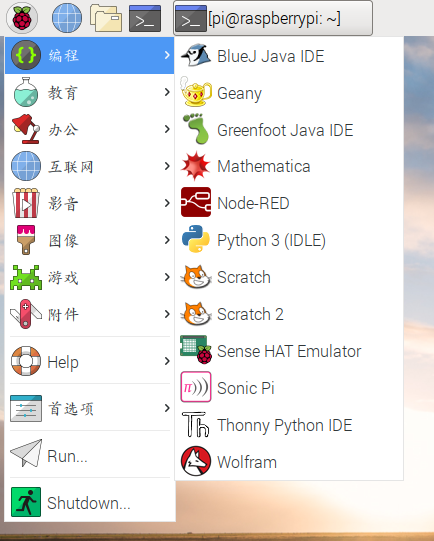 [pi@raspberrypi: ~]
编程
教育
办公
互联网
影音
图像
游戏
附件
Help
首选项
Run...
Shutdown...
BlueJ Java IDE
Geany
Greenfoot Java IDE
Mathematica
Node-RED
Python 3 (IDLE)
Scratch
Scratch 2
Sense HAT Emulator
Sonic Pi
Thonny Python IDE
Wolfram